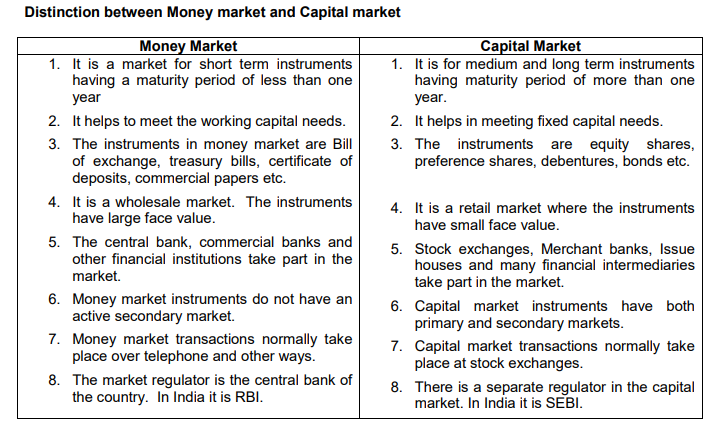 Distinction between Money market and Capital market
Money Market
1. It is a market for short term instruments
having a maturity period of less than one
year
2. It helps to meet the working capital needs.
3. The instruments in money market are Bill
of exchange, treasury bills, certificate of
deposits, commercial papers etc.
4. It is a wholesale market. The instruments
have large face value.
5. The central bank, commercial banks and
other financial institutions take part in the
market.
6. Money market instruments do not have an
active secondary market.
7. Money market transactions normally take
place over telephone and other ways.
8. The market regulator is the central bank of
the country. In India it is RBI.
Capital Market
1. It is for medium and long term instruments
having maturity period of more than one
year.
2. It helps in meeting fixed capital needs.
3. The instruments are equity shares,
preference shares, debentures, bonds etc.
4. It is a retail market where the instruments
have small face value.
5. Stock exchanges, Merchant banks, Issue
houses and many financial intermediaries
take part in the market.
6. Capital market instruments have both
primary and secondary markets.
7. Capital market transactions normally take
place at stock exchanges.
8. There is a separate regulator in the capital
market. In India it is SEBI.